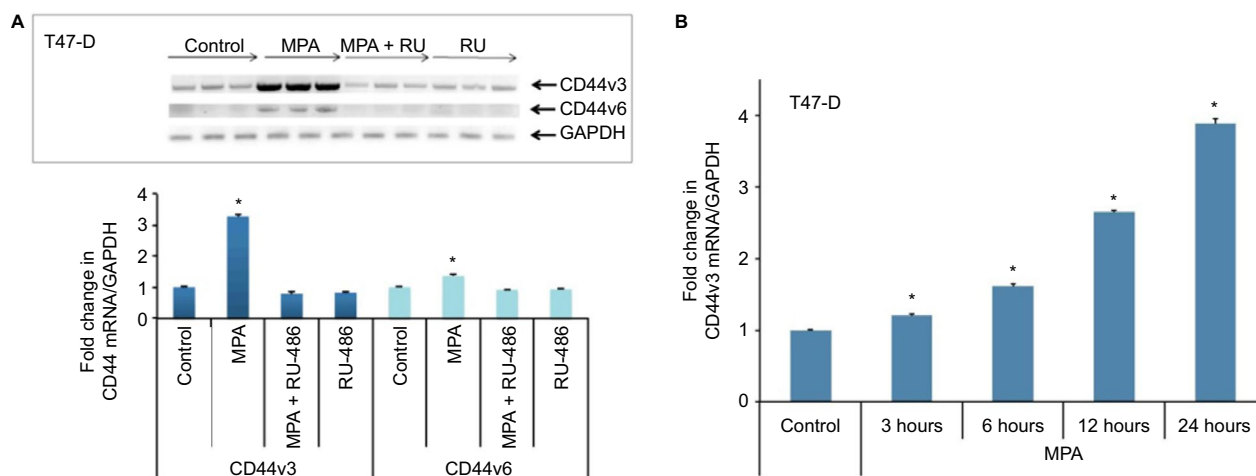 A
T47-D
Control MPA MPA + RU RU
CD44v3
CD44v6
GAPDH
Fold change in
CD44 mRNA/GAPDH
4
3
2
1
0
*
*
Control
MPA
MPA + RU-486
RU-486
Control
MPA
MPA + RU-486
RU-486
CD44v3 CD44v6
B
T47-D
Fold change in
CD44v3 mRNA/GAPDH
4
3
2
1
0
*
*
*
*
Control 3 hours 6 hours 12 hours 24 hours
MPA